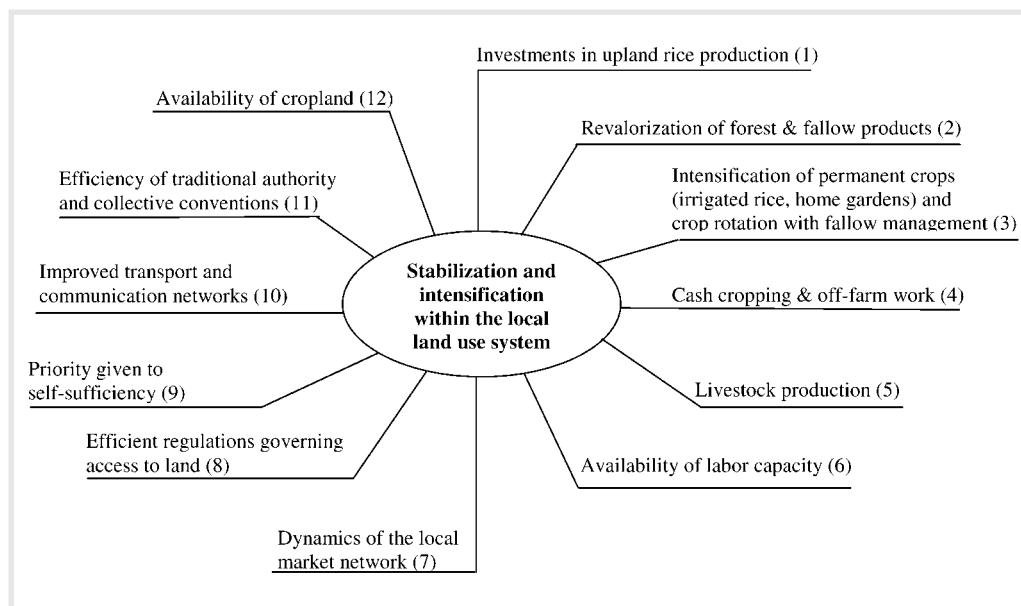 Investments in upland rice production (1)
Revalorization of forest & fallow products (2)
Intensification of permanent crops
(irrigated rice, home gardens) and
crop rotation with fallow management (3)
Cash cropping & off-farm work (4)
Livestock production (5)
Availability of labor capacity (6)
Dynamics of the local
market network (7)
Efficient regulations governing
access to land (8)
Priority given to
self-sufficiency (9)
Improved transport and
communication networks (10)
Efficiency of traditional authority
and collective conventions (11)
Availability of cropland (12)
Stabilization and
intensification
within the local
land use system